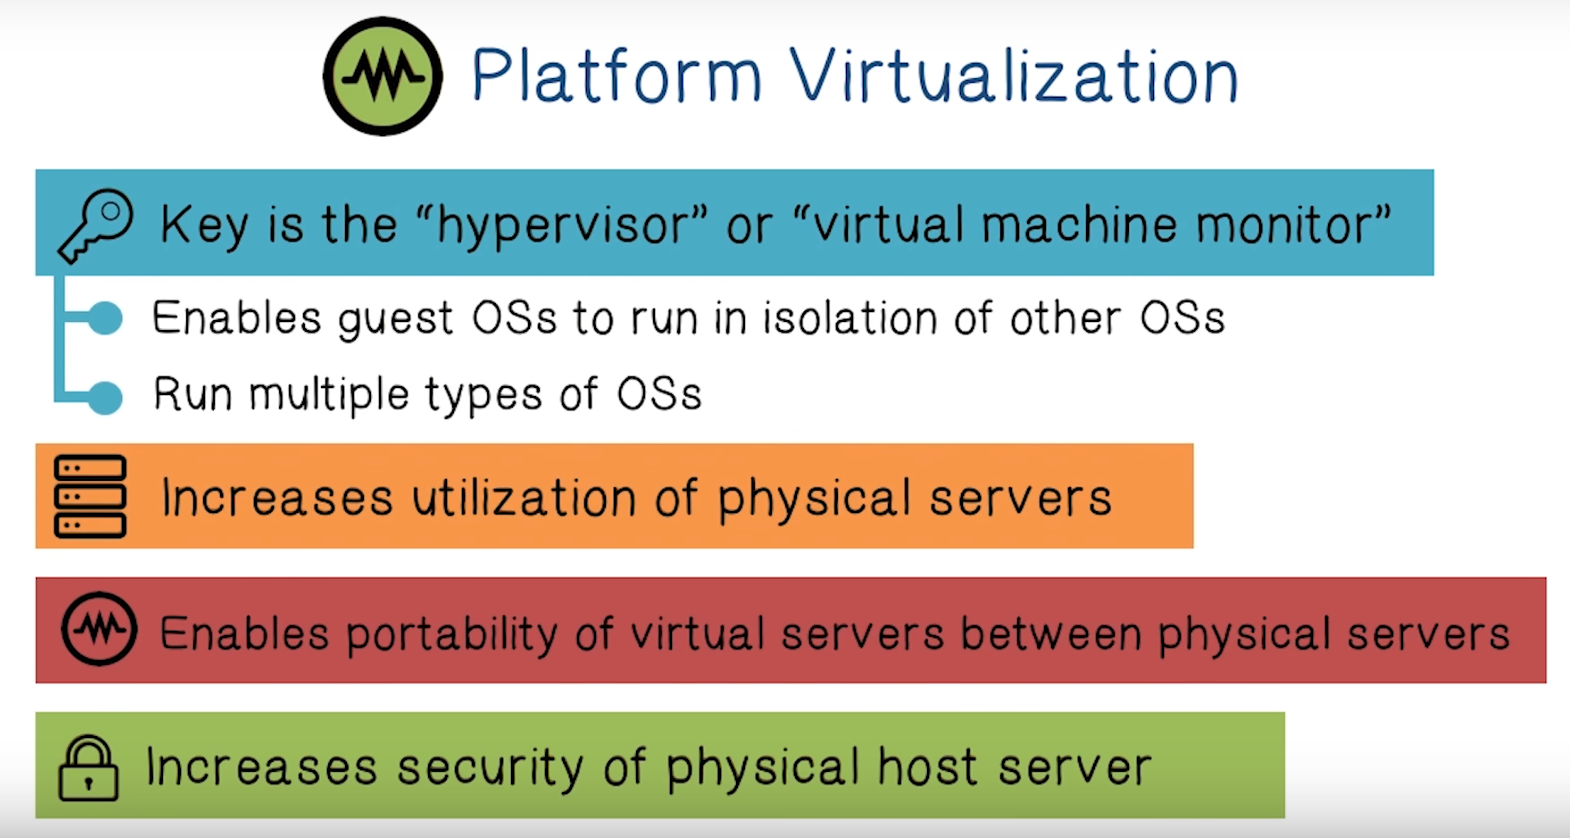 Platform Virtualization
Key is the “hypervisor” or “virtual machine monitor”
Enables guest OSs to run in isolation of other OSs
Run multiple types of OSs
Increases utilization of physical servers
Enables portability of virtual servers between physical servers
Increases security of physical host server